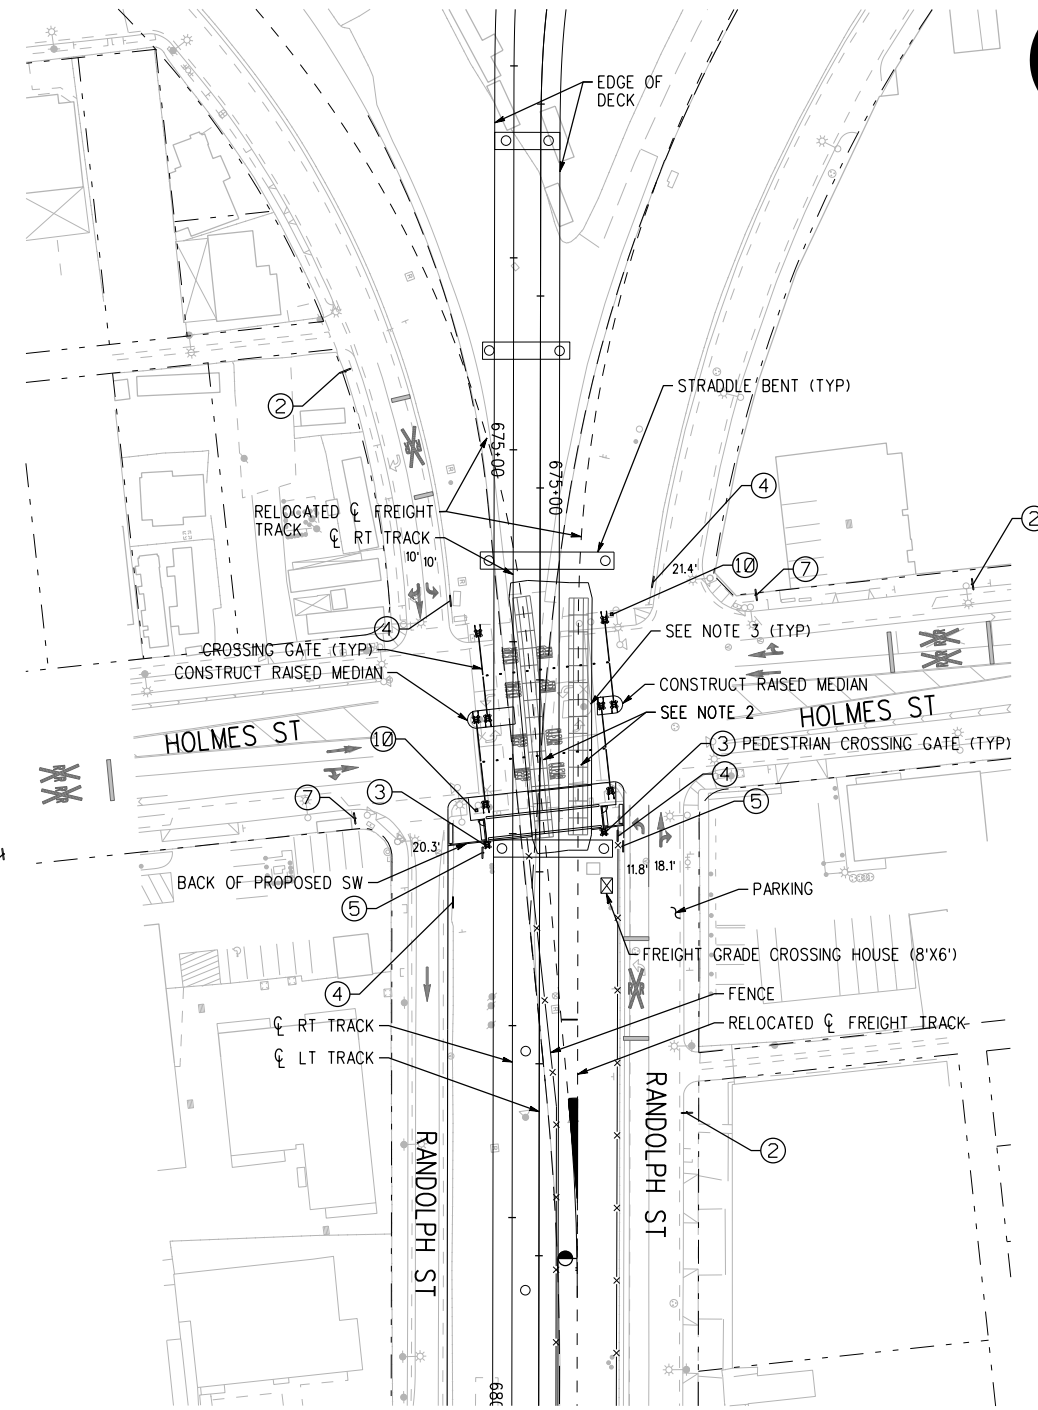 EDGE OF
DECK
STRADDLE BENT (TYP)
2
675+00
675+00
4
2
RELOCATED ℄ FREIGHT
TRACK
℄ RT TRACK
10' 10'
21.4'
10
7
4
CROSSING GATE (TYP)
SEE NOTE 3 (TYP)
CONSTRUCT RAISED MEDIAN
CONSTRUCT RAISED MEDIAN
SEE NOTE 2
HOLMES ST
HOLMES ST
10
3 PEDESTRIAN CROSSING GATE (TYP)
4
7
3
5
20.3'
11.8' 18.1'
BACK OF PROPOSED SW
PARKING
5
FREIGHT GRADE CROSSING HOUSE (8'X6')
4
FENCE
℄ RT TRACK
RELOCATED ℄ FREIGHT TRACK
℄ LT TRACK
RANDOLPH ST
RANDOLPH ST
2